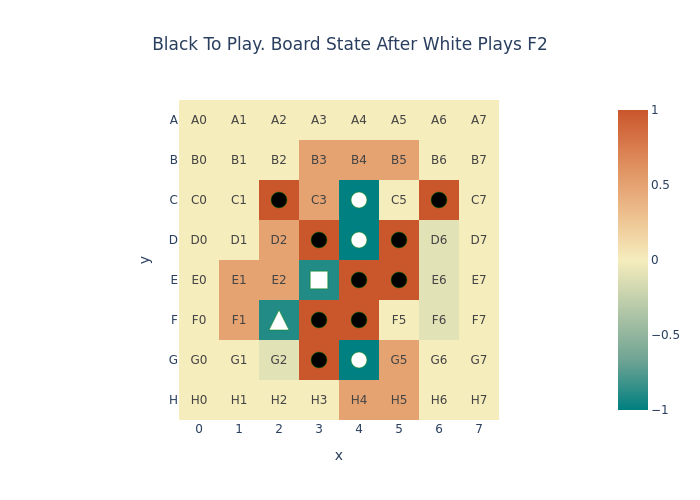 Black To Play. Board State After White Plays F2
A A0 A1 A2 A3 A4 A5 A6 A7
B B0 B1 B2 B3 B4 B5 B6 B7
C C0 C1 C3 C5 C7
D D0 D1 D2 D6 D7
E E0 E1 E2 E6 E7
F F0 F1 F5 F6 F7
G G0 G1 G2 G5 G6 G7
H H0 H1 H2 H3 H4 H5 H6 H7
0 1 2 3 4 5 6 7
x
y
1
0.5
0
−0.5
−1